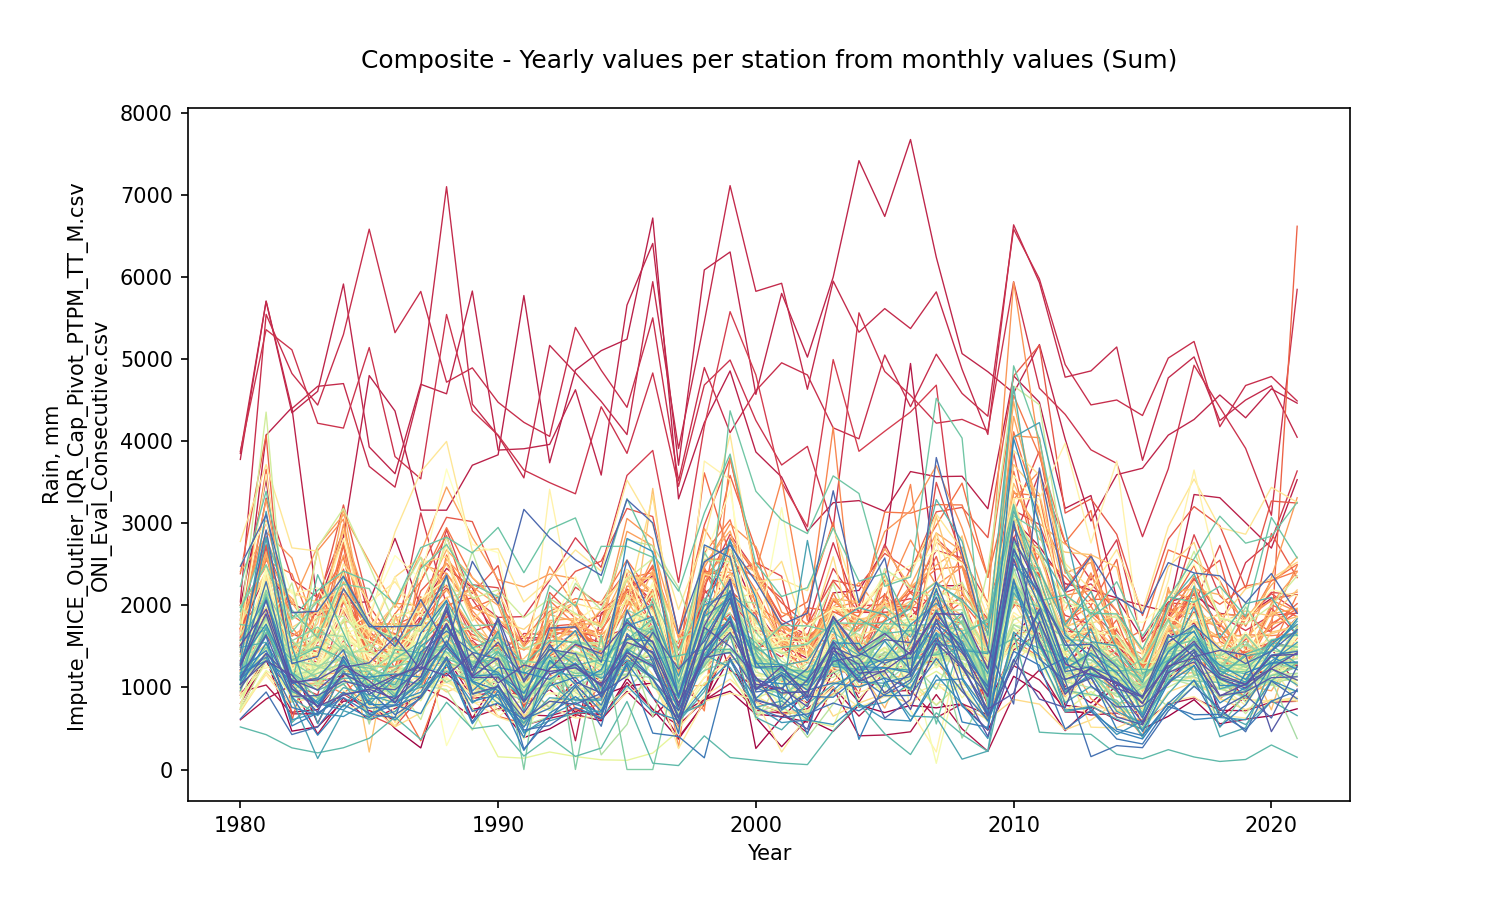 Composite - Yearly values per station from monthly values (Sum)
Rain, mm
Impute_MICE_Outlier_IQR_Cap_Pivot_PTPM_TT_M.csv
ONI_Eval_Consecutive.csv
8000
7000
6000
5000
4000
3000
2000
1000
0
1980
1990
2000
2010
2020
Year